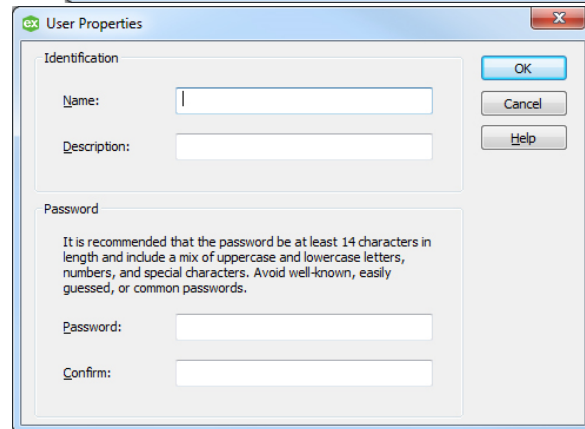 ex User Properties
Identification
OK
Name:
Cancel
Description:
Help
Password
It is recommended that the password be at least 14 characters in
length and include a mix of uppercase and lowercase letters,
numbers, and special characters. Avoid well-known, easily
guessed, or common passwords.
Password:
Confirm: